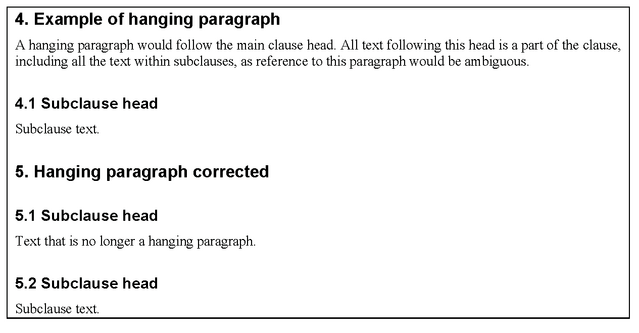 4. Example of hanging paragraph
A hanging paragraph would follow the main clause head. All text following this head is a part of the clause,
including all the text within subclauses, as reference to this paragraph would be ambiguous.
4.1 Subclause head
Subclause text.
5. Hanging paragraph corrected
5.1 Subclause head
Text that is no longer a hanging paragraph.
5.2 Subclause head
Subclause text.